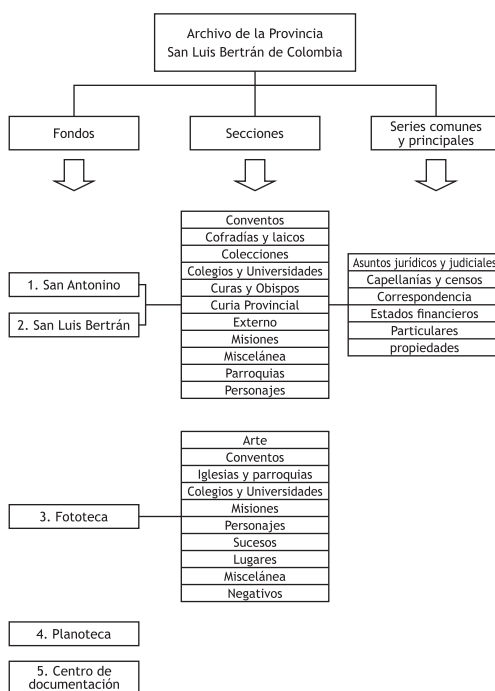 Archivo de la Provincia
San Luis Bertrán de Colombia
Fondos
Secciones
Series comunes
y principales
1. San Antonino
2. San Luis Bertrán
Conventos
Cofradías y laicos
Colecciones
Colegios y Universidades
Curas y Obispos
Curia Provincial
Externo
Misiones
Miscelánea
Parroquias
Personajes
Asuntos jurídicos y judiciales
Capellanías y censos
Correspondencia
Estados financieros
Particulares
propiedades
3. Fototeca
Arte
Conventos
Iglesias y parroquias
Colegios y Universidades
Misiones
Personajes
Sucesos
Lugares
Miscelánea
Negativos
4. Planoteca
5. Centro de
documentación